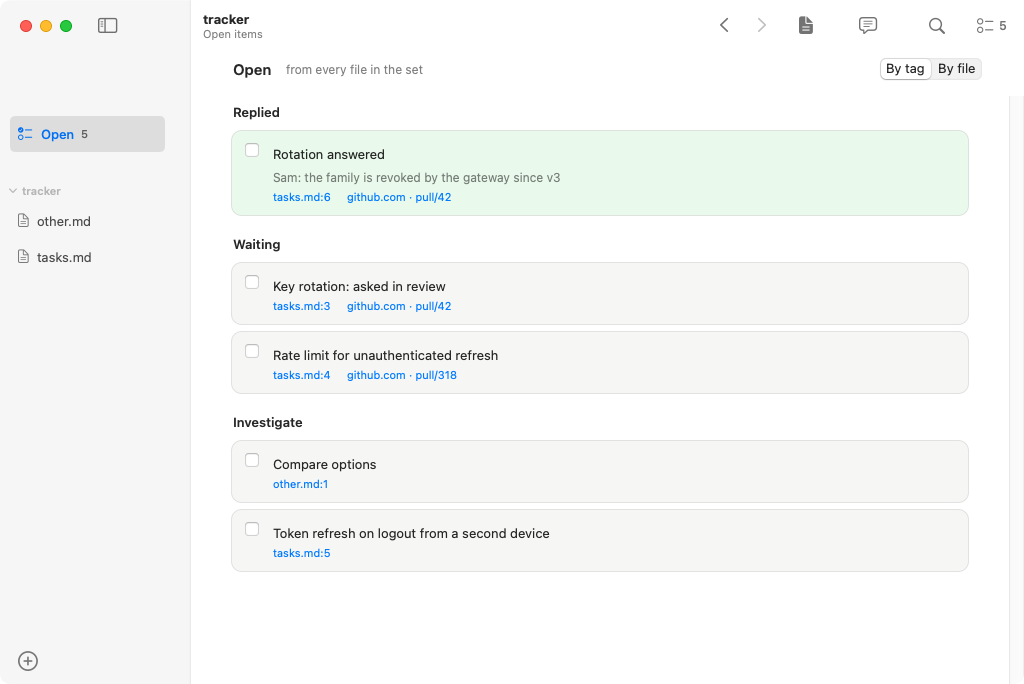 tracker
Open items
5
Open 5
tracker
other.md
tasks.md
Open from every file in the set
By tag By file
Replied
Rotation answered
Sam: the family is revoked by the gateway since v3
tasks.md:6 github.com · pull/42
Waiting
Key rotation: asked in review
tasks.md:3 github.com · pull/42
Rate limit for unauthenticated refresh
tasks.md:4 github.com · pull/318
Investigate
Compare options
other.md:1
Token refresh on logout from a second device
tasks.md:5